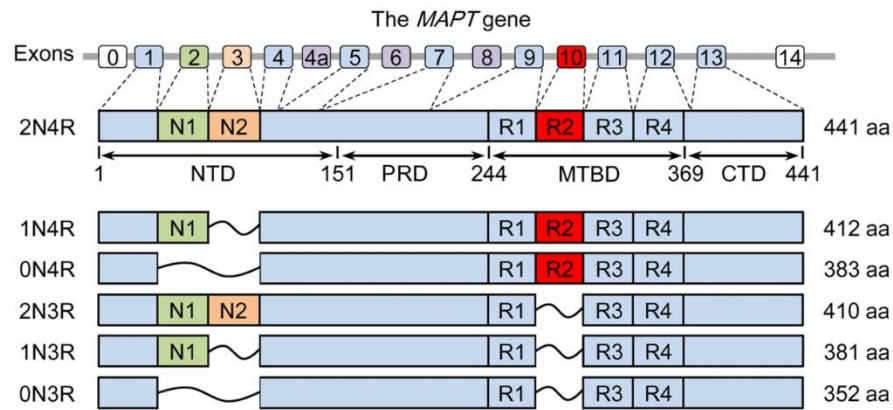 The MAPT gene
Exons 0 1 2 3 4 4a 5 6 7 8 9 10 11 12 13 14
2N4R N1 N2 R1 R2 R3 R4 441 aa
1 NTD 151 PRD 244 MTBD 369 CTD 441
1N4R N1 R1 R2 R3 R4 412 aa
0N4R R1 R2 R3 R4 383 aa
2N3R N1 N2 R1 R3 R4 410 aa
1N3R N1 R1 R3 R4 381 aa
0N3R R1 R3 R4 352 aa